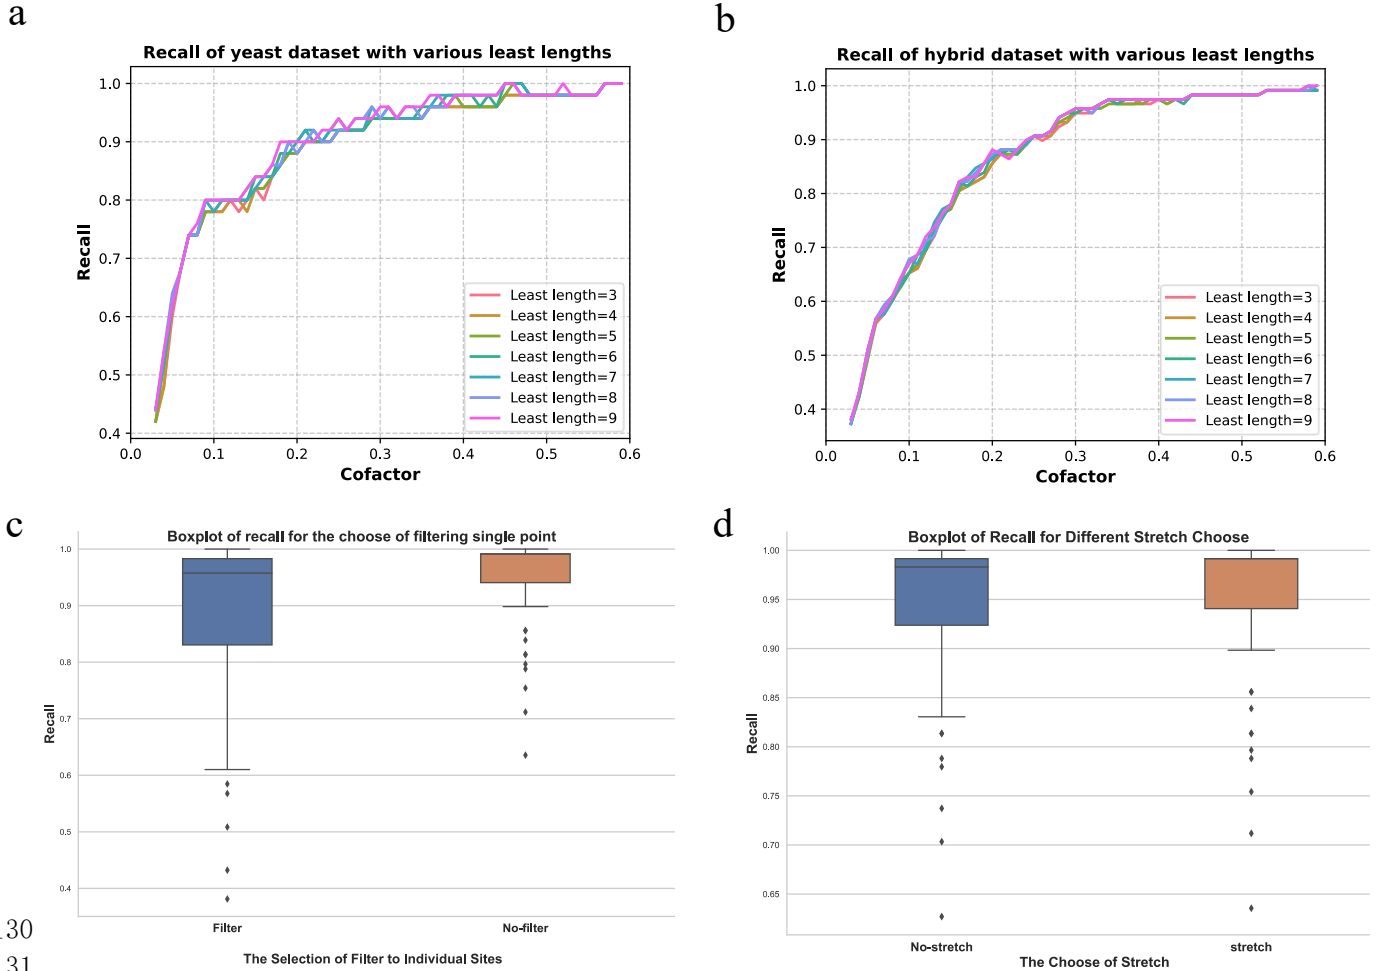 a
Recall of yeast dataset with various least lengths
1.0
0.9
0.8
0.7
0.6
0.5
0.4
Recall
0.0 0.1 0.2 0.3 0.4 0.5 0.6
Cofactor
Least length=3
Least length=4
Least length=5
Least length=6
Least length=7
Least length=8
Least length=9
b
Recall of hybrid dataset with various least lengths
1.0
0.9
0.8
0.7
0.6
0.5
0.4
Recall
0.0 0.1 0.2 0.3 0.4 0.5 0.6
Cofactor
Least length=3
Least length=4
Least length=5
Least length=6
Least length=7
Least length=8
Least length=9
c
Boxplot of recall for the choose of filtering single point
1.0
0.9
0.8
0.7
0.6
0.5
0.4
Recall
Filter No-filter
The Selection of Filter to Individual Sites
d
Boxplot of Recall for Different Stretch Choose
1.00
0.95
0.90
0.85
0.80
0.75
0.70
0.65
Recall
No-stretch stretch
The Choose of Stretch
30
31